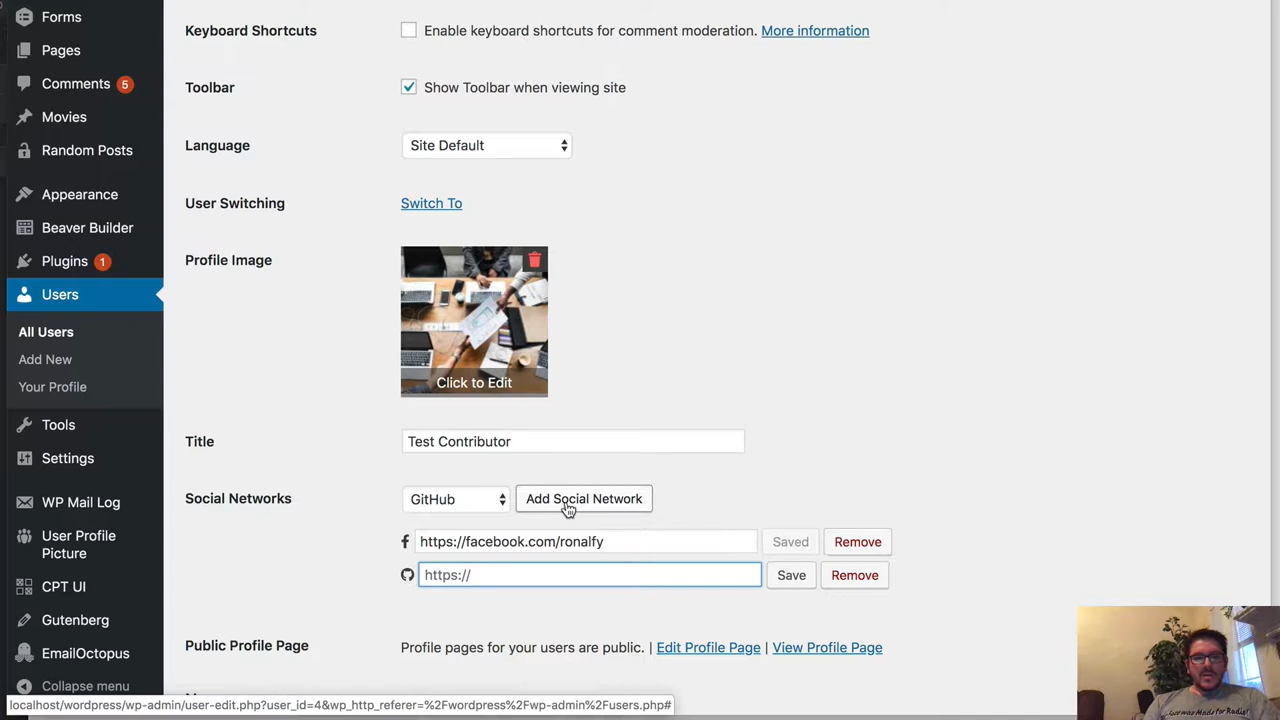 Forms
Pages
Comments 5
Movies
Random Posts
Appearance
Beaver Builder
Plugins 1
Users
All Users
Add New
Your Profile
Tools
Settings
WP Mail Log
User Profile
Picture
CPT UI
Gutenberg
EmailOctopus
Collapse menu
Keyboard Shortcuts Enable keyboard shortcuts for comment moderation. More information
Toolbar Show Toolbar when viewing site
Language Site Default
User Switching Switch To
Profile Image
Click to Edit
Title Test Contributor
Social Networks GitHub Add Social Network
https://facebook.com/ronalfy Saved Remove
https:// Save Remove
Public Profile Page Profile pages for your users are public. | Edit Profile Page | View Profile Page
localhost/wordpress/wp-admin/user-edit.php?user_id=4&wp_http_referer=%2Fwordpress%2Fwp-admin%2Fusers.php#